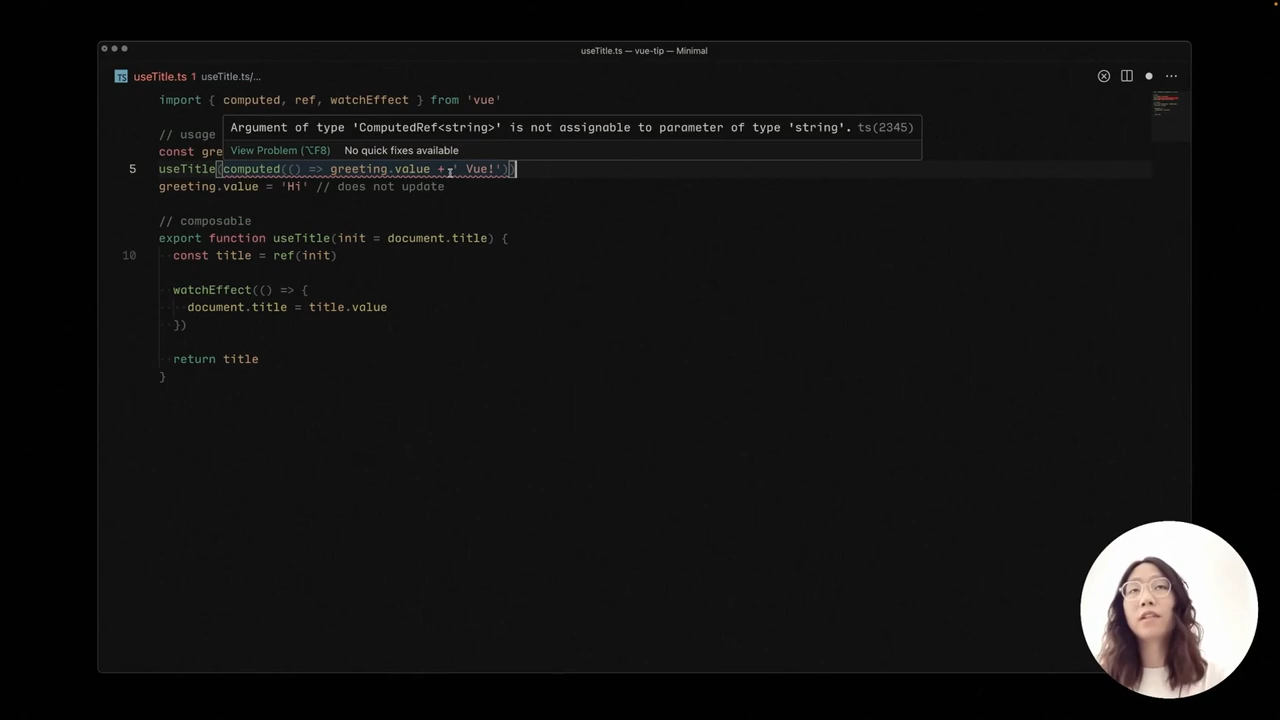 useTitle.ts — vue-tip — Minimal
TS useTitle.ts 1 useTitle.ts/...
import { computed, ref, watchEffect } from 'vue'
// usage
Argument of type 'ComputedRef<string>' is not assignable to parameter of type 'string'. ts(2345)
const gre
View Problem (⌥F8) No quick fixes available
5 useTitle(computed(() => greeting.value + ' Vue!'))
greeting.value = 'Hi' // does not update
// composable
export function useTitle(init = document.title) {
10 const title = ref(init)
watchEffect(() => {
document.title = title.value
})
return title
}